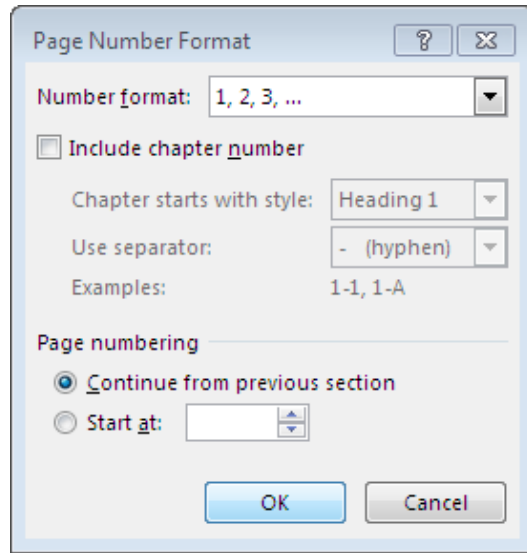 Page Number Format
Number format: 1, 2, 3, ...
Include chapter number
Chapter starts with style: Heading 1
Use separator: - (hyphen)
Examples: 1-1, 1-A
Page numbering
Continue from previous section
Start at:
OK Cancel